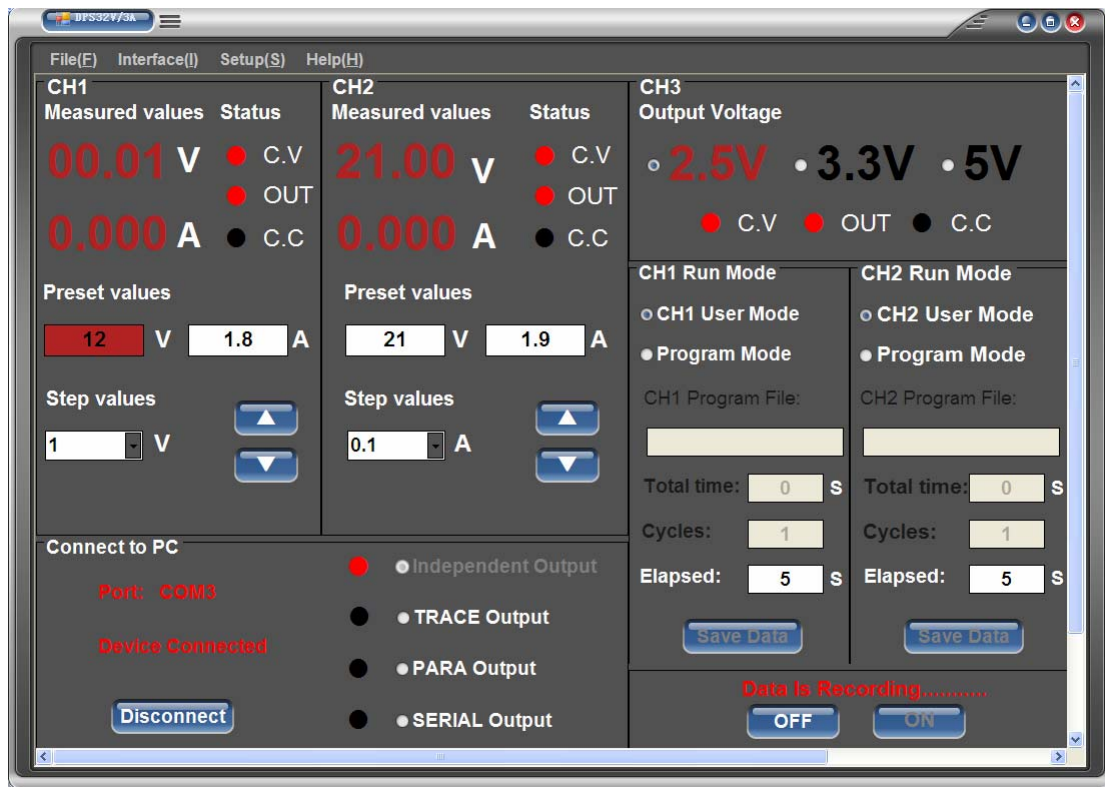 DPS32V/3A
File(F) Interface(I) Setup(S) Help(H)
CH1
Measured values Status
00.01 V C.V
OUT
0.000 A C.C
Preset values
12 V 1.8 A
Step values
1 V
CH2
Measured values Status
21.00 V C.V
OUT
0.000 A C.C
Preset values
21 V 1.9 A
Step values
0.1 A
CH3
Output Voltage
2.5V 3.3V 5V
C.V OUT C.C
CH1 Run Mode
CH1 User Mode
Program Mode
CH1 Program File:
Total time: 0 S
Cycles: 1
Elapsed: 5 S
Save Data
CH2 Run Mode
CH2 User Mode
Program Mode
CH2 Program File:
Total time: 0 S
Cycles: 1
Elapsed: 5 S
Save Data
Connect to PC
Port: COM3
Device Connected
Disconnect
Independent Output
TRACE Output
PARA Output
SERIAL Output
Data Is Recording...........
OFF ON